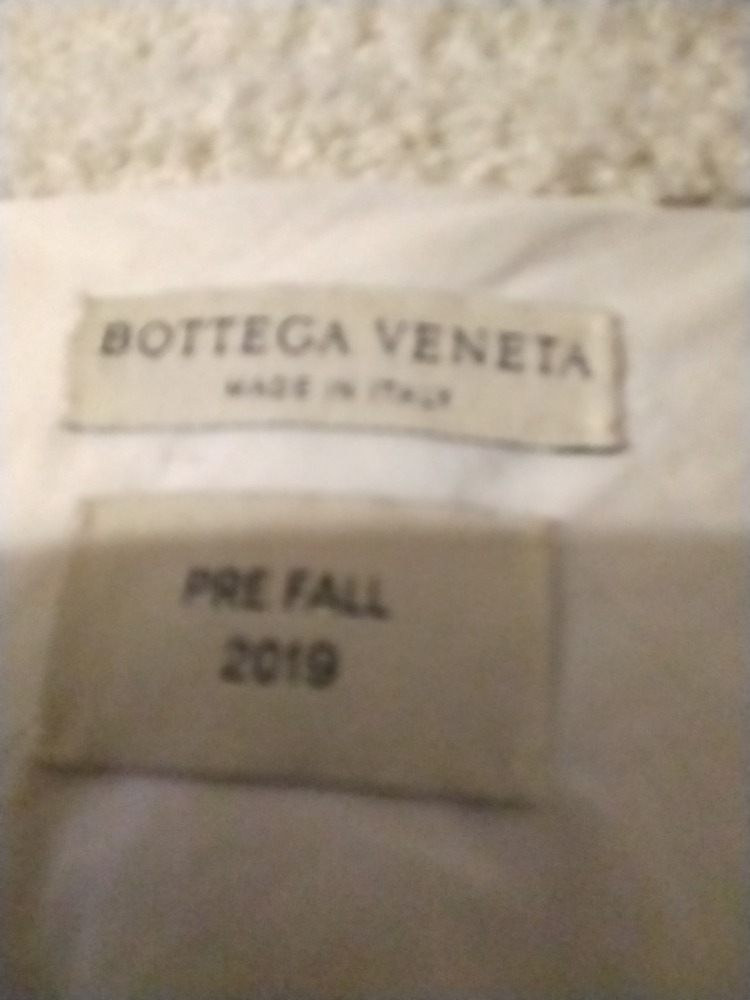 BOTTEGA VENETA
MADE IN ITALY
PRE FALL
2019